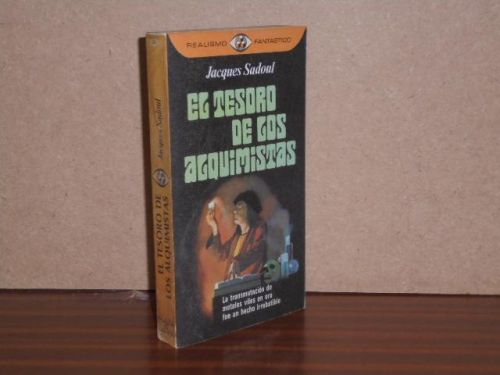 REALISMO FANTASTICO
Jacques Sadoul
EL TESORO
DE LOS
ALQUIMISTAS
La transmutación de
metales viles en oro
fue un hecho irrebatible
Jacques Sadoul
EL TESORO DE
LOS ALQUIMISTAS